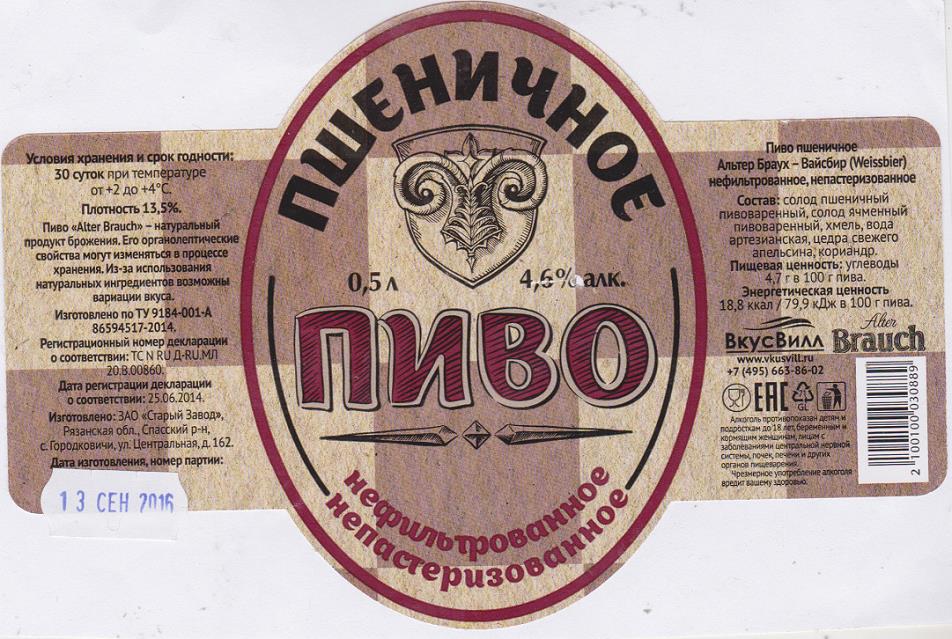 Условия хранения и срок годности:
30 суток при температуре
от +2 до +4°С.
Плотность 13,5%.
Пиво «Alter Brauch» – натуральный
продукт брожения. Его органолептические
свойства могут изменяться в процессе
хранения. Из-за использования
натуральных ингредиентов возможны
вариации вкуса.
Изготовлено по ТУ 9184-001-А
86594517-2014.
Регистрационный номер декларации
о соответствии: ТС N RU Д-RU.МЛ
20.В.00860.
Дата регистрации декларации
о соответствии: 25.06.2014.
Изготовлено: ЗАО «Старый Завод»,
Рязанская обл., Спасский р-н,
с. Городковичи, ул. Центральная, д. 162.
Дата изготовления, номер партии:
13 СЕН 2016
ПШЕНИЧНОЕ
0,5 л 4,6% алк.
ПИВО
нефильтрованное
непастеризованное
Пиво пшеничное
Альтер Браух – Вайсбир (Weissbier)
нефильтрованное, непастеризованное
Состав: солод пшеничный
пивоваренный, солод ячменный
пивоваренный, хмель, вода
артезианская, цедра свежего
апельсина, кориандр.
Пищевая ценность: углеводы
4,7 г в 100 г пива.
Энергетическая ценность
18,8 ккал / 79,9 кДж в 100 г пива.
ВкусВилл
www.vkusvill.ru
+7 (495) 663-86-02
Alter
Brauch
EAC
GL
Алкоголь противопоказан детям и
подросткам до 18 лет, беременным и
кормящим женщинам, лицам с
заболеваниями центральной нервной
системы, почек, печени и других
органов пищеварения.
Чрезмерное употребление алкоголя
вредит вашему здоровью.
2 100100 030889